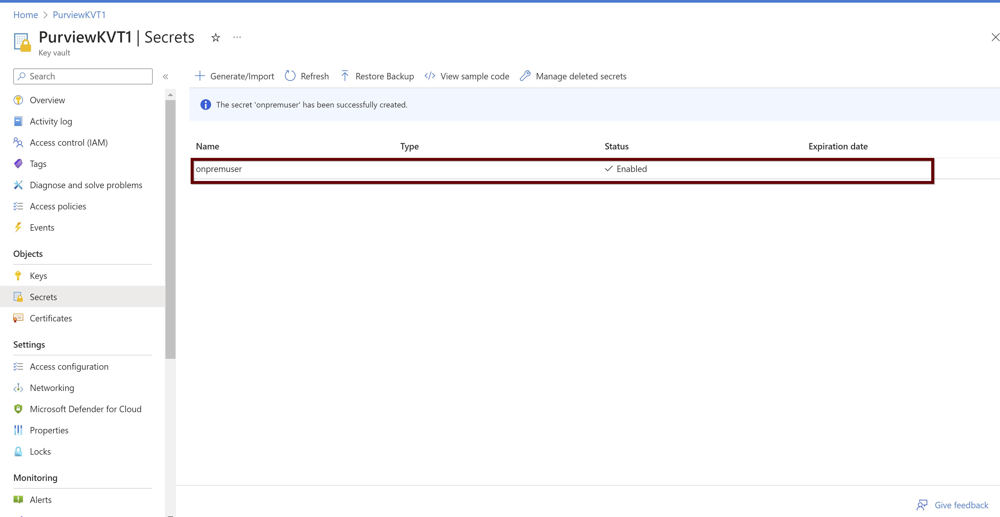 Home > PurviewKVT1
PurviewKVT1 | Secrets
Key vault
Search
Generate/Import
Refresh
Restore Backup
View sample code
Manage deleted secrets
Overview
Activity log
Access control (IAM)
Tags
Diagnose and solve problems
Access policies
Events
Objects
Keys
Secrets
Certificates
Settings
Access configuration
Networking
Microsoft Defender for Cloud
Properties
Locks
Monitoring
Alerts
The secret 'onpremuser' has been successfully created.
Name Type Status Expiration date
onpremuser Enabled
Give feedback